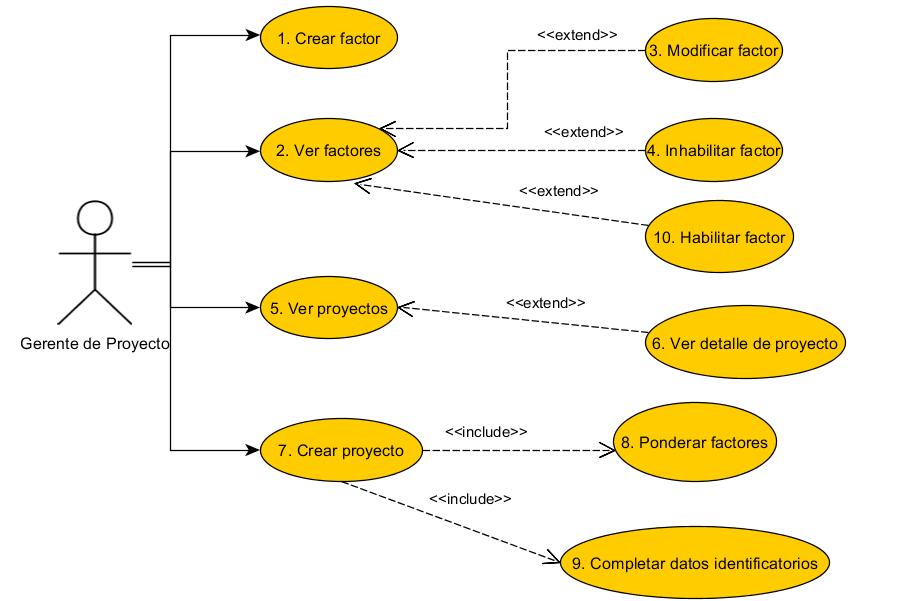 1. Crear factor
<<extend>>
3. Modificar factor
<<extend>>
2. Ver factores
4. Inhabilitar factor
<<extend>>
10. Habilitar factor
Gerente de Proyecto
<<extend>>
5. Ver proyectos
6. Ver detalle de proyecto
<<include>>
7. Crear proyecto
8. Ponderar factores
<<include>>
9. Completar datos identificatorios